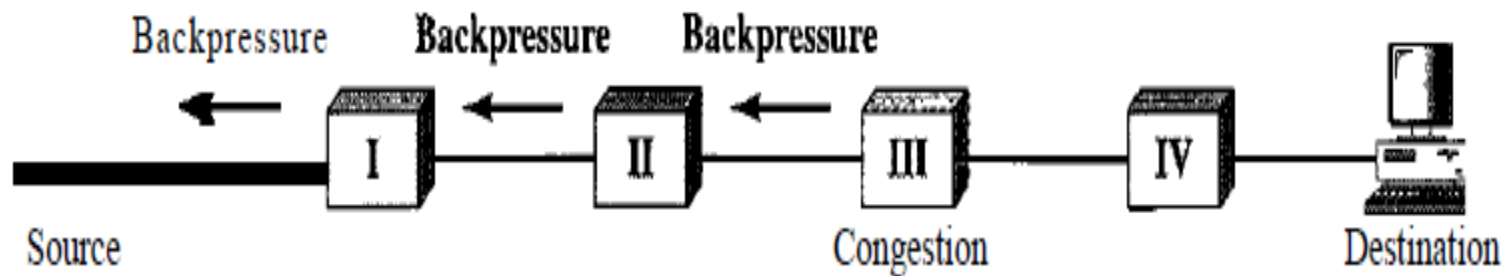 Backpressure Backpressure Backpressure
I II III IV
Source Congestion Destination